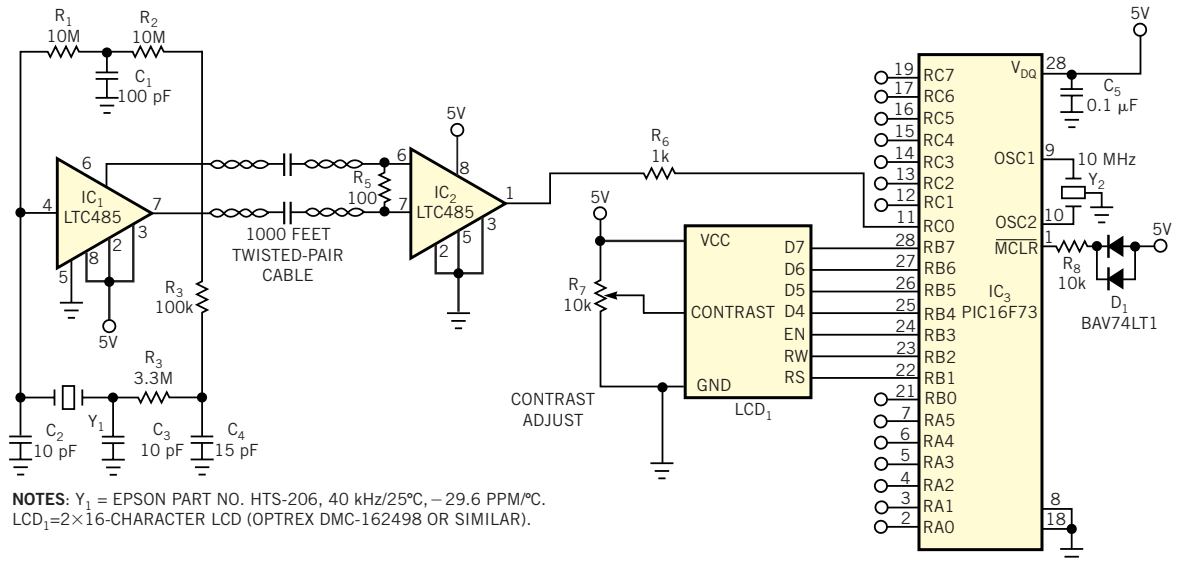 R1
10M
R2
10M
C1
100 pF
6
4
IC1
LTC485
7
8
2
3
5
5V
R3
100k
R3
3.3M
Y1
C2
10 pF
C3
10 pF
C4
15 pF
1000 FEET
TWISTED-PAIR
CABLE
R5
100
5V
6
8
IC2
LTC485
1
7
2
5
3
R6
1k
5V
R7
10k
CONTRAST
ADJUST
VCC
CONTRAST
GND
D7
D6
D5
D4
EN
RW
RS
LCD1
19 RC7
17 RC6
16 RC5
15 RC4
14 RC3
13 RC2
12 RC1
11 RC0
28 RB7
27 RB6
26 RB5
25 RB4
24 RB3
23 RB2
22 RB1
21 RB0
7 RA5
6 RA4
5 RA3
4 RA2
3 RA1
2 RA0
IC3
PIC16F73
VDQ 28
5V
C5
0.1 µF
OSC1 9
10 MHz
Y2
OSC2 10
MCLR 1
R8
10k
5V
D1
BAV74LT1
8
18
NOTES: Y1 = EPSON PART NO. HTS-206, 40 kHz/25°C, −29.6 PPM/°C.
LCD1=2×16-CHARACTER LCD (OPTREX DMC-162498 OR SIMILAR).